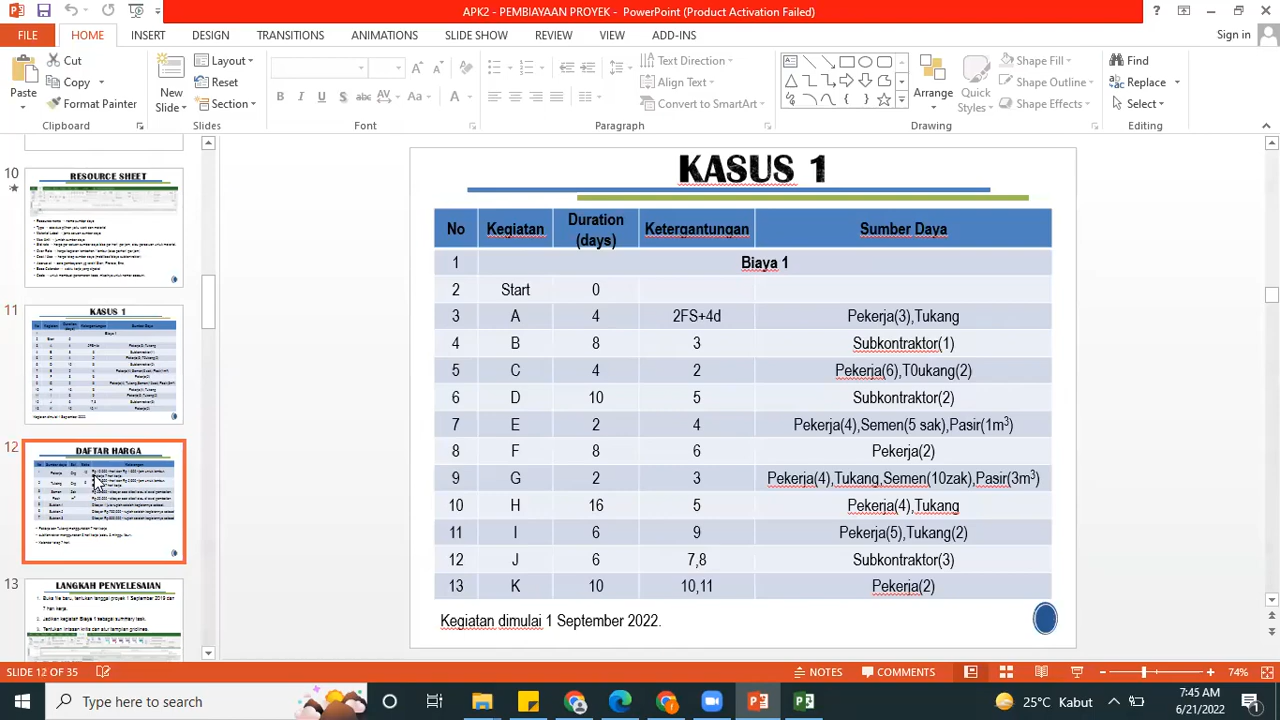 APK2 - PEMBIAYAAN PROYEK - PowerPoint (Product Activation Failed)
FILE HOME INSERT DESIGN TRANSITIONS ANIMATIONS SLIDE SHOW REVIEW VIEW ADD-INS Sign in
Paste Cut Copy Format Painter
Clipboard
New Slide Layout Reset Section
Slides
Font
Text Direction Align Text Convert to SmartArt
Paragraph
Arrange Quick Styles Shape Fill Shape Outline Shape Effects
Drawing
Find Replace Select
Editing
10
RESOURCE SHEET
11
KASUS 1
12
DAFTAR HARGA
13
LANGKAH PENYELESAIAN
KASUS 1
No Kegiatan Duration (days) Ketergantungan Sumber Daya
1 Biaya 1
2 Start 0
3 A 4 2FS+4d Pekerja(3),Tukang
4 B 8 3 Subkontraktor(1)
5 C 4 2 Pekerja(6),T0ukang(2)
6 D 10 5 Subkontraktor(2)
7 E 2 4 Pekerja(4),Semen(5 sak),Pasir(1m³)
8 F 8 6 Pekerja(2)
9 G 2 3 Pekerja(4),Tukang,Semen(10zak),Pasir(3m³)
10 H 16 5 Pekerja(4),Tukang
11 I 6 9 Pekerja(5),Tukang(2)
12 J 6 7,8 Subkontraktor(3)
13 K 10 10,11 Pekerja(2)
Kegiatan dimulai 1 September 2022.
SLIDE 12 OF 35 NOTES COMMENTS 74%
Type here to search 25°C Kabut 7:45 AM
6/21/2022